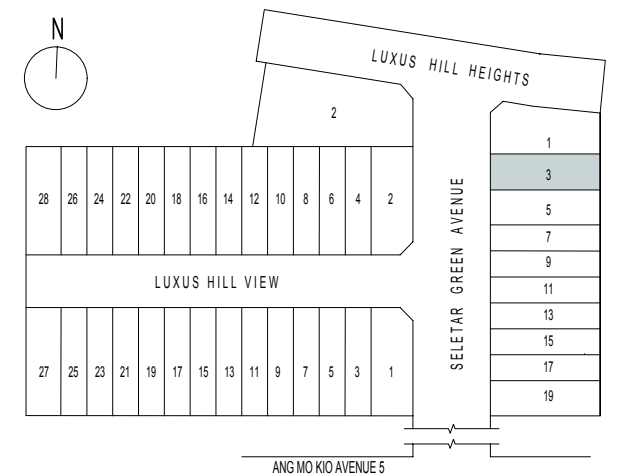 N
LUXUS HILL HEIGHTS
2
1
3
5
7
9
11
13
15
17
19
SELETAR GREEN AVENUE
28 26 24 22 20 18 16 14 12 10 8 6 4 2
LUXUS HILL VIEW
27 25 23 21 19 17 15 13 11 9 7 5 3 1
ANG MO KIO AVENUE 5